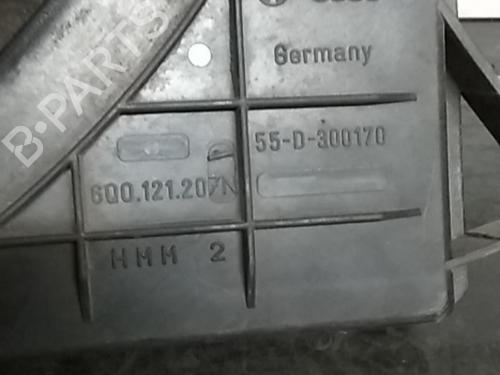 Germany
55-D-300170
6Q0.121.207N
HMM 2
B-PARTS